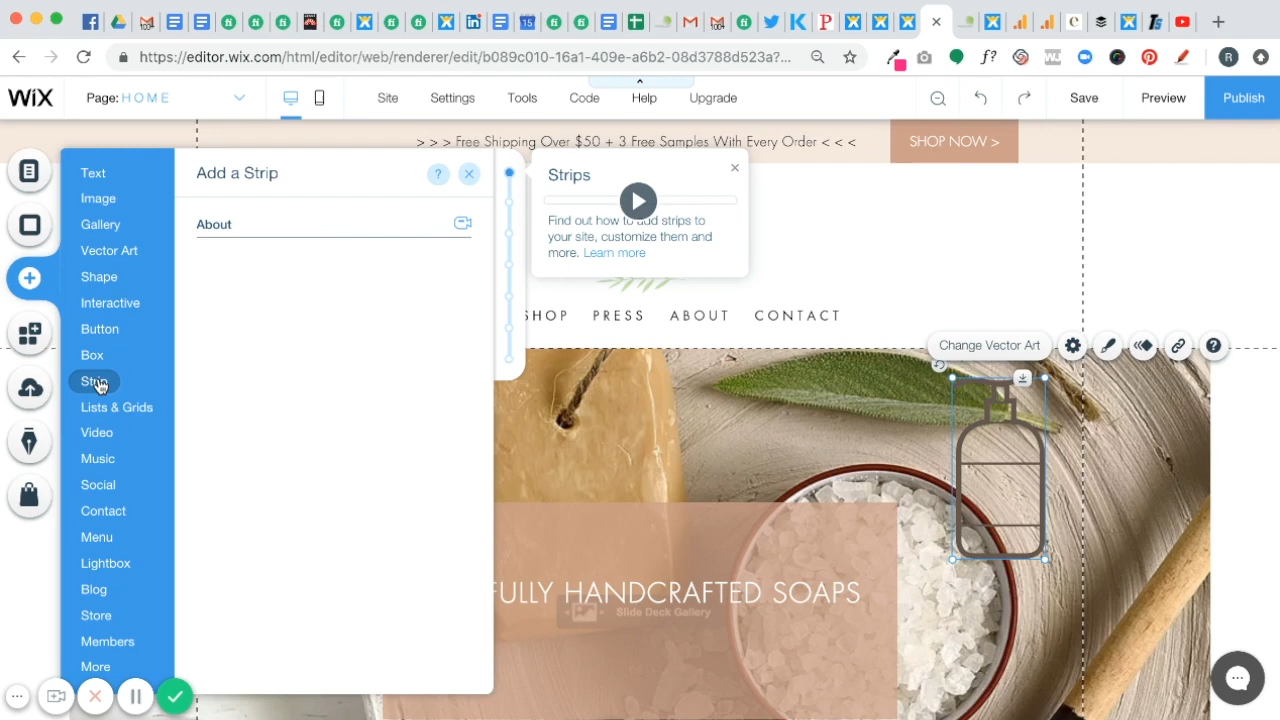 https://editor.wix.com/html/editor/web/renderer/edit/b089c010-16a1-409e-a6b2-08d3788d523a?...
WiX
Page: HOME
Site
Settings
Tools
Code
Help
Upgrade
Save
Preview
Publish
> > > Free Shipping Over $50 + 3 Free Samples With Every Order < < <
SHOP NOW >
Text
Image
Gallery
Vector Art
Shape
Interactive
Button
Box
Strip
Lists & Grids
Video
Music
Social
Contact
Menu
Lightbox
Blog
Store
Members
More
Add a Strip
?
About
Strips
Find out how to add strips to
your site, customize them and
more. Learn more
SHOP
PRESS
ABOUT
CONTACT
Change Vector Art
FULLY HANDCRAFTED SOAPS
Slide Deck Gallery